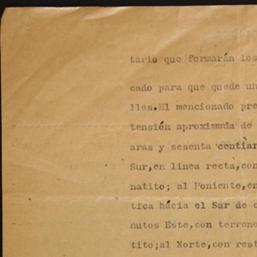 tario que formarán los
cado para que quede un
lles.El mencionado pre
tensión aproximada de
aras y sesenta centiar
Sur,en línea recta,con
natito; al Poniente,en
tica hácia el Sar de c
nutos Este,con terreno
tito;al Norte,con rest